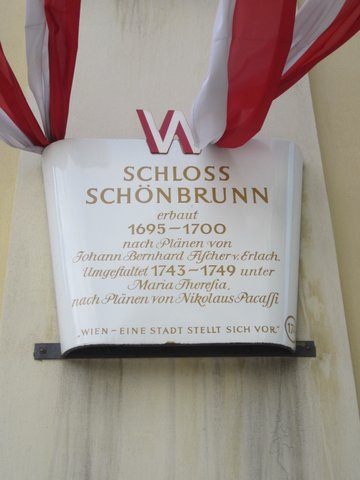 W
SCHLOSS
SCHÖNBRUNN
erbaut
1695-1700
nach Plänen von
Johann Bernhard Fischer v. Erlach.
Umgestaltet 1743-1749 unter
Maria Theresia,
nach Plänen von Nikolaus Pacassi
„WIEN - EINE STADT STELLT SICH VOR"